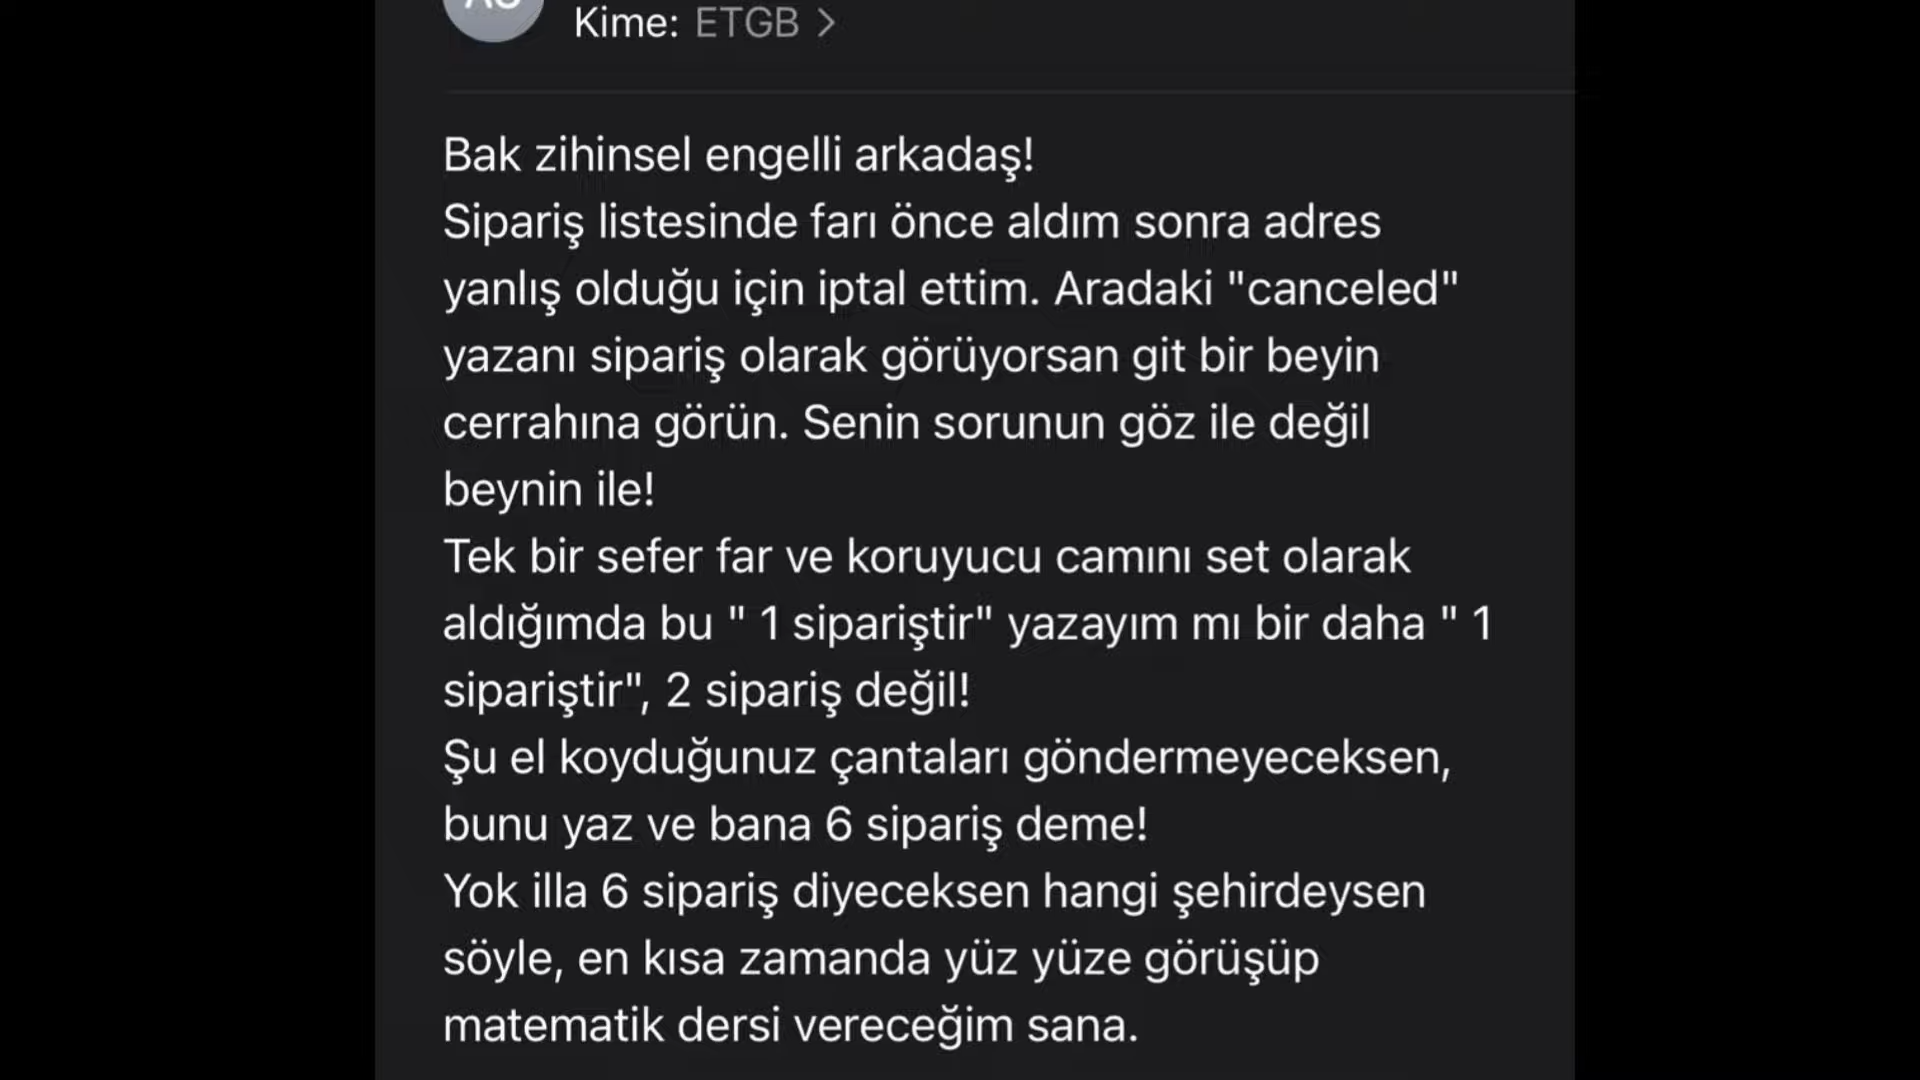 Kime: ETGB >
Bak zihinsel engelli arkadaş!
Sipariş listesinde farı önce aldım sonra adres
yanlış olduğu için iptal ettim. Aradaki "canceled"
yazanı sipariş olarak görüyorsan git bir beyin
cerrahına görün. Senin sorunun göz ile değil
beynin ile!
Tek bir sefer far ve koruyucu camını set olarak
aldığımda bu " 1 sipariştir" yazayım mı bir daha " 1
sipariştir", 2 sipariş değil!
Şu el koyduğunuz çantaları göndermeyeceksen,
bunu yaz ve bana 6 sipariş deme!
Yok illa 6 sipariş diyeceksen hangi şehirdeysen
söyle, en kısa zamanda yüz yüze görüşüp
matematik dersi vereceğim sana.